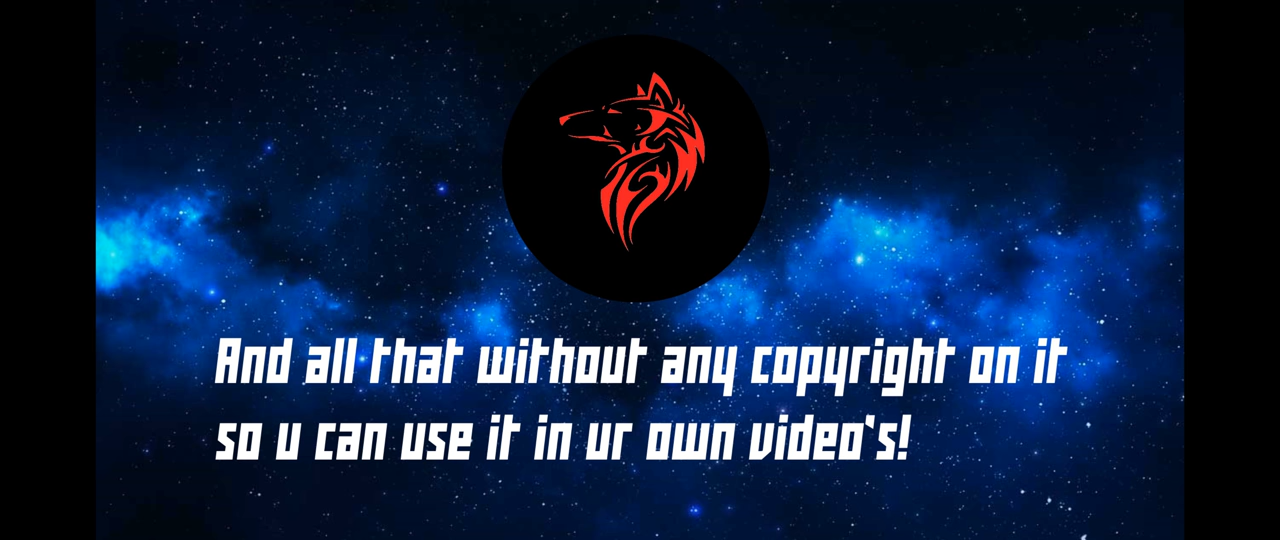 And all that without any copyright on it
so u can use it in ur own video's!